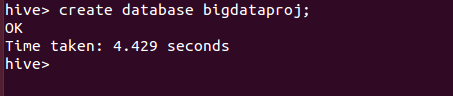 hive> create database bigdataproj;
OK
Time taken: 4.429 seconds
hive>